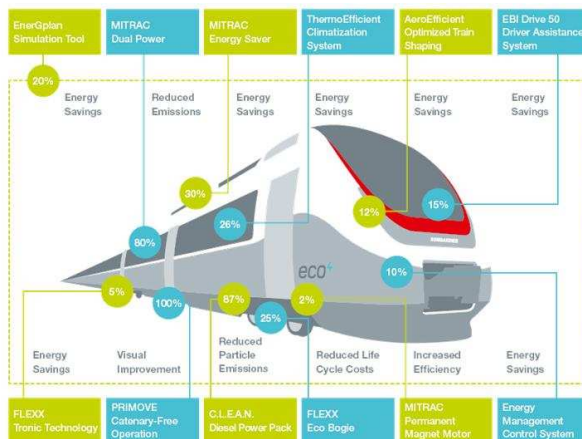 EnerGplan
Simulation Tool
MITRAC
Dual Power
MITRAC
Energy Saver
ThermoEfficient
Climatization
System
AeroEfficient
Optimized Train
Shaping
EBI Drive 50
Driver Assistance
System
20%
Energy
Savings
Reduced
Emissions
Energy
Savings
Energy
Savings
Energy
Savings
Energy
Savings
30%
26%
12%
15%
80%
BOMBARDIER
eco4
10%
5%
100%
87%
25%
2%
Energy
Savings
Visual
Improvement
Reduced
Particle
Emissions
Reduced Life
Cycle Costs
Increased
Efficiency
Energy
Savings
FLEXX
Tronic Technology
PRIMOVE
Catenary-Free
Operation
C.L.E.A.N.
Diesel Power Pack
FLEXX
Eco Bogie
MITRAC
Permanent
Magnet Motor
Energy
Management
Control System